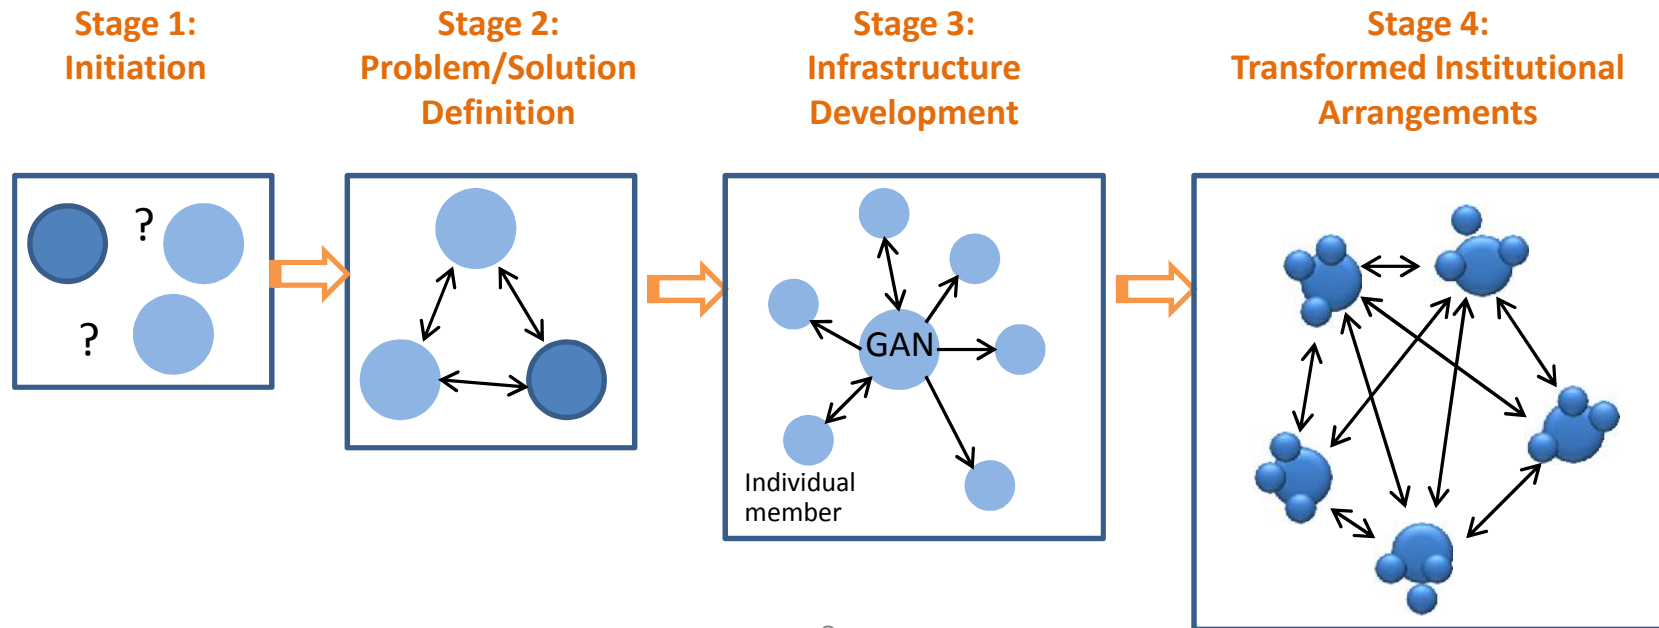 Stage 1:
Initiation
Stage 2:
Problem/Solution
Definition
Stage 3:
Infrastructure
Development
Stage 4:
Transformed Institutional
Arrangements
?
?
GAN
Individual
member